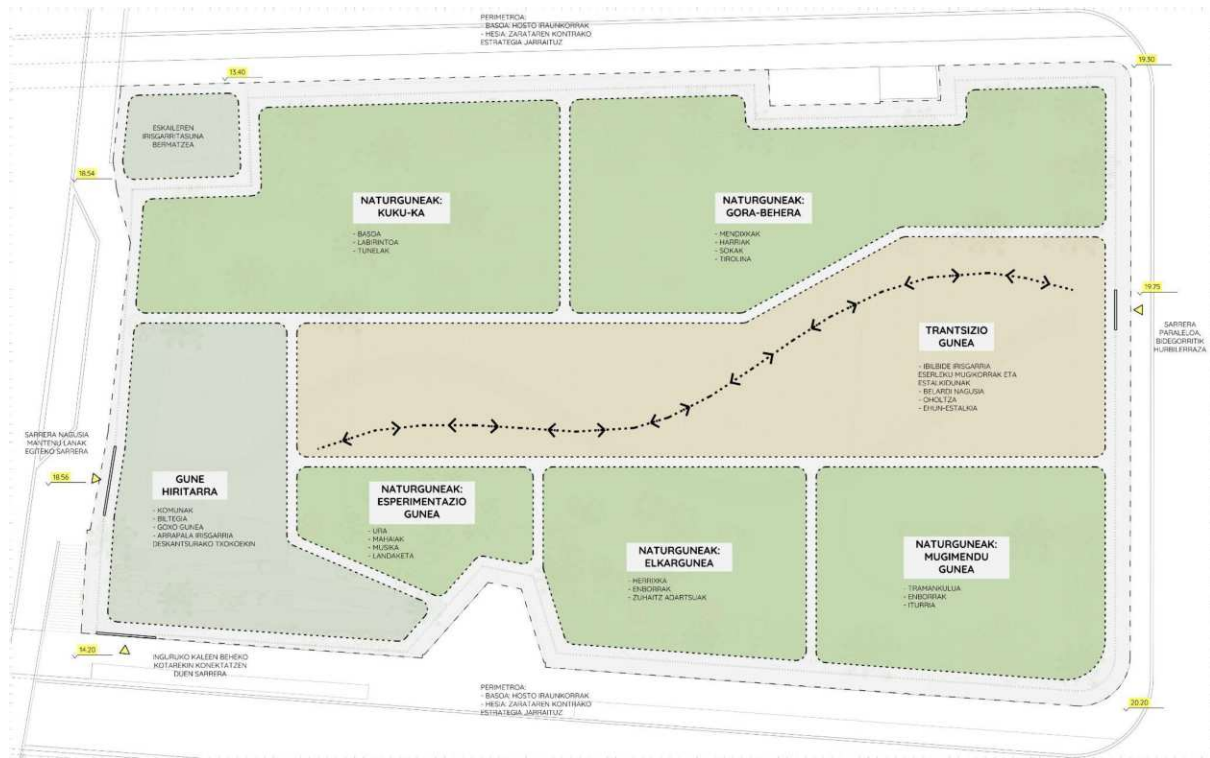 PERIMETROA:
- BASOA: HOSTO IRAUNKORRAK
- HESIA: ZARATAREN KONTRAKO
ESTRATEGIA JARRAITUZ
19.30
13.40
ESKAILEREN
IRISGARRITASUNA
BERMATZEA
18.54
NATURGUNEAK:
KUKU-KA
- BASOA
- LABIRINTOA
- TUNELAK
NATURGUNEAK:
GORA-BEHERA
- MENDIXKAK
- HARRIAK
- SOKAK
- TIROLINA
19.75
SARRERA
PARALELOA,
BIDEGORRITIK
HURBILERRAZA
TRANTSIZIO
GUNEA
- IBILBIDE IRISGARRIA
ESERLEKU MUGIKORRAK ETA
ESTALKIDUNAK
- BELARDI NAGUSIA
- OHOLTZA
- EHUN-ESTALKIA
SARRERA NAGUSIA
MANTENU LANAK
EGITEKO SARRERA
18.56
GUNE
HIRITARRA
- KOMUNAK
- BILTEGIA
- GOXO GUNEA
- ARRAPALA IRISGARRIA
DESKANTSURAKO TXOKOEKIN
NATURGUNEAK:
ESPERIMENTAZIO
GUNEA
- URA
- MAHAIAK
- MUSIKA
- LANDAKETA
NATURGUNEAK:
ELKARGUNEA
- HERRIXKA
- ENBORRAK
- ZUHAITZ ADARTSUAK
NATURGUNEAK:
MUGIMENDU
GUNEA
- TRAMANKULUA
- ENBORRAK
- ITURRIA
14.20
INGURUKO KALEEN BEHEKO
KOTAREKIN KONEKTATZEN
DUEN SARRERA
PERIMETROA:
- BASOA: HOSTO IRAUNKORRAK
- HESIA: ZARATAREN KONTRAKO
ESTRATEGIA JARRAITUZ
20.20